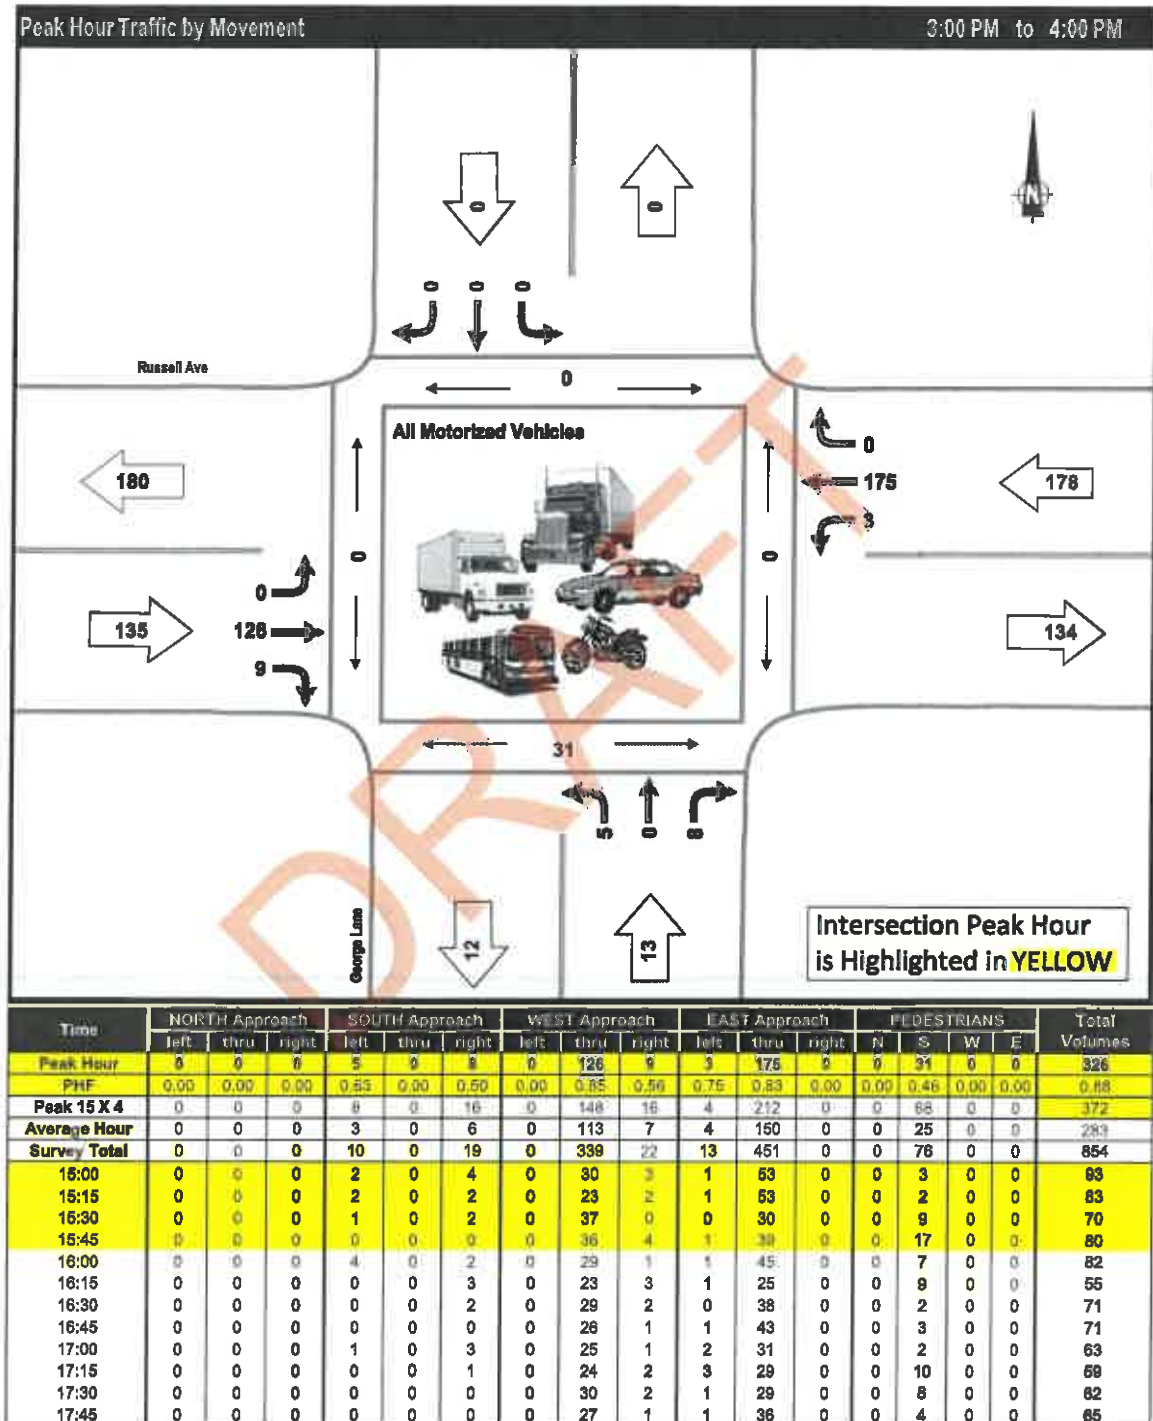 Peak Hour Traffic by Movement 3:00 PM to 4:00 PM
0 0
0 0 0
N
Russell Ave
0
All Motorized Vehicles
0
180 175 178
3
0 0
0
135 126 134
9
31
5 0 8
George Lane
12 13
DRAFT
Intersection Peak Hour
is Highlighted in YELLOW
Time NORTH Approach SOUTH Approach WEST Approach EAST Approach PEDESTRIANS Total
left thru right left thru right left thru right left thru right N S W E Volumes
Peak Hour 0 0 0 5 0 8 0 126 9 3 175 0 0 31 0 0 326
PHF 0.00 0.00 0.00 0.63 0.00 0.50 0.00 0.85 0.56 0.75 0.83 0.00 0.00 0.46 0.00 0.00 0.88
Peak 15 X 4 0 0 0 8 0 16 0 148 16 4 212 0 0 68 0 0 372
Average Hour 0 0 0 3 0 6 0 113 7 4 150 0 0 25 0 0 283
Survey Total 0 0 0 10 0 19 0 339 22 13 451 0 0 76 0 0 854
15:00 0 0 0 2 0 4 0 30 3 1 53 0 0 3 0 0 93
15:15 0 0 0 2 0 2 0 23 2 1 53 0 0 2 0 0 83
15:30 0 0 0 1 0 2 0 37 0 0 30 0 0 9 0 0 70
15:45 0 0 0 0 0 0 0 36 4 1 39 0 0 17 0 0 80
16:00 0 0 0 4 0 2 0 29 1 1 45 0 0 7 0 0 82
16:15 0 0 0 0 0 3 0 23 3 1 25 0 0 9 0 0 55
16:30 0 0 0 0 0 2 0 29 2 0 38 0 0 2 0 0 71
16:45 0 0 0 0 0 0 0 26 1 1 43 0 0 3 0 0 71
17:00 0 0 0 1 0 3 0 25 1 2 31 0 0 2 0 0 63
17:15 0 0 0 0 0 1 0 24 2 3 29 0 0 10 0 0 59
17:30 0 0 0 0 0 0 0 30 2 1 29 0 0 8 0 0 62
17:45 0 0 0 0 0 0 0 27 1 1 36 0 0 4 0 0 65